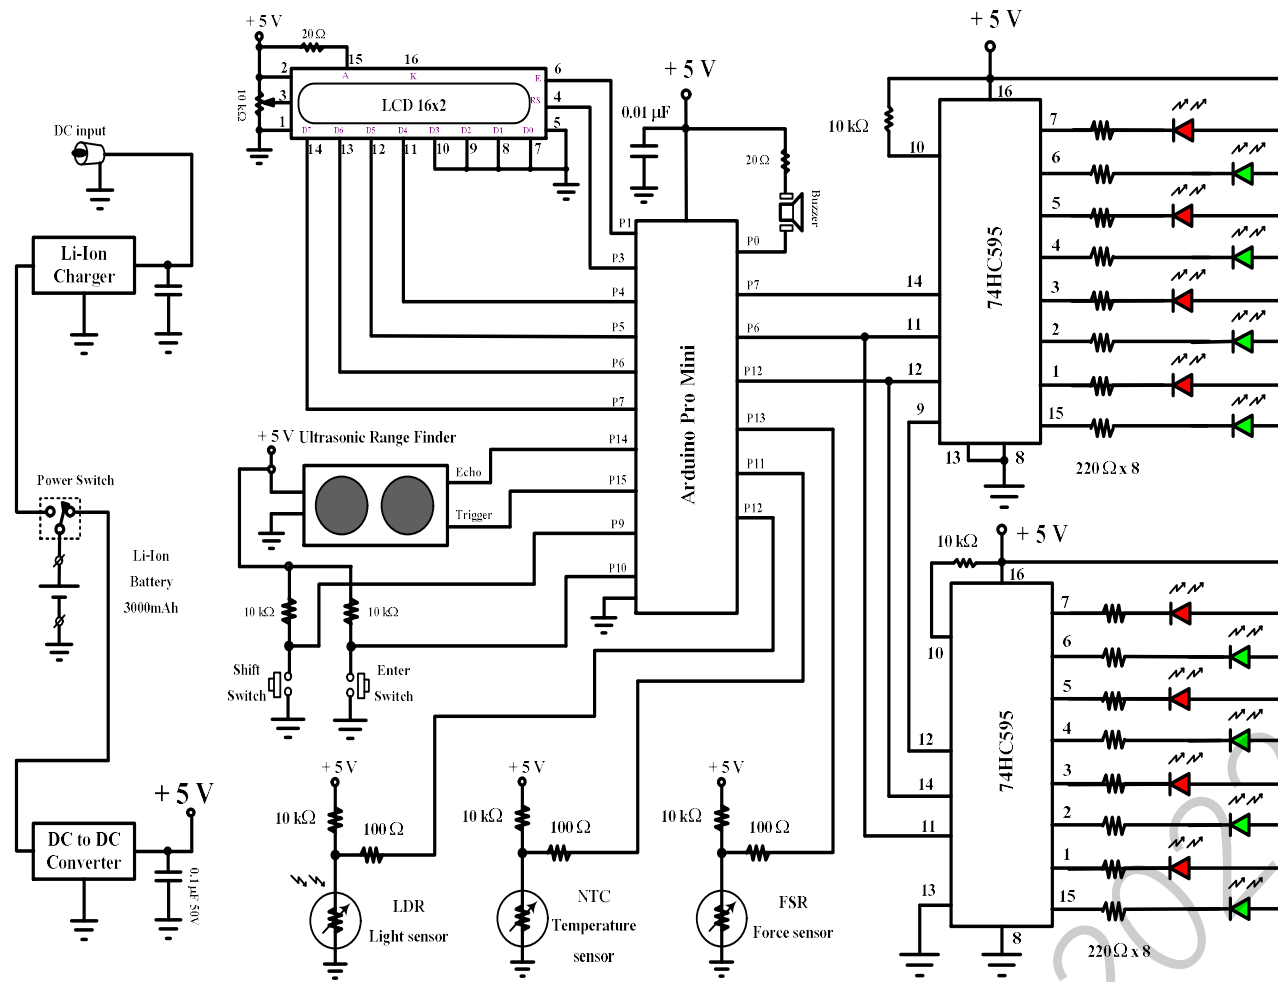 + 5 V
20 Ω
15
16
A
K
2
3
1
10 kΩ
LCD 16x2
E
RS
6
4
5
D7
D6
D5
D4
D3
D2
D1
D0
14
13
12
11
10
9
8
7
DC input
Li-Ion
Charger
Power Switch
Li-Ion
Battery
3000mAh
DC to DC
Converter
+ 5 V
0.1µF 50V
+ 5 V
0.01 µF
20 Ω
Buzzer
Arduino Pro Mini
P1
P3
P4
P5
P6
P7
P14
P15
P9
P10
P0
P7
P6
P12
P13
P11
P12
+ 5 V
Ultrasonic Range Finder
Echo
Trigger
10 kΩ
10 kΩ
Shift
Switch
Enter
Switch
+ 5 V
10 kΩ
100 Ω
LDR
Light sensor
+ 5 V
10 kΩ
100 Ω
NTC
Temperature
sensor
+ 5 V
10 kΩ
100 Ω
FSR
Force sensor
+ 5 V
16
10 kΩ
10
14
11
12
9
13
8
74HC595
7
6
5
4
3
2
1
15
220 Ω x 8
+ 5 V
10 kΩ
16
10
12
14
11
13
8
74HC595
7
6
5
4
3
2
1
15
220Ω x 8
2023